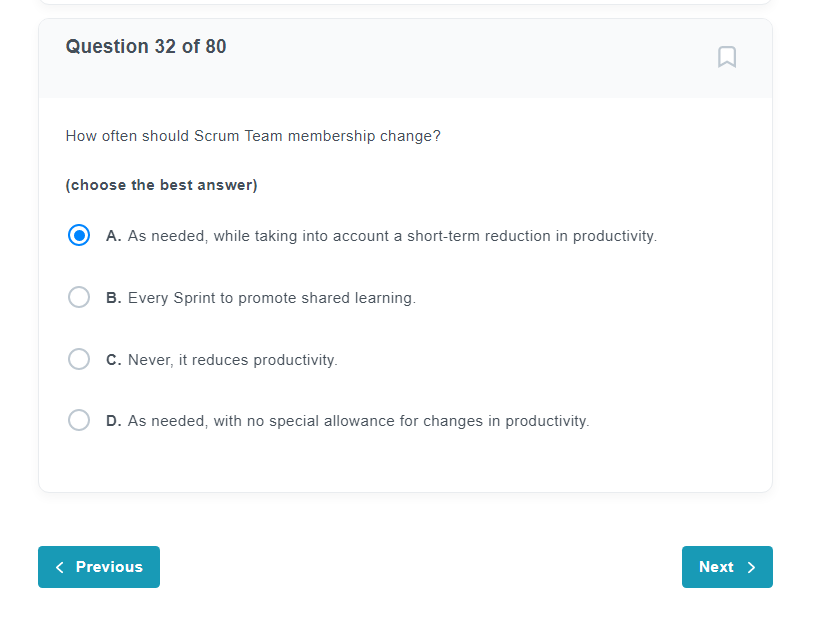 Question 32 of 80
How often should Scrum Team membership change?
(choose the best answer)
A. As needed, while taking into account a short-term reduction in productivity.
B. Every Sprint to promote shared learning.
C. Never, it reduces productivity.
D. As needed, with no special allowance for changes in productivity.
Previous
Next